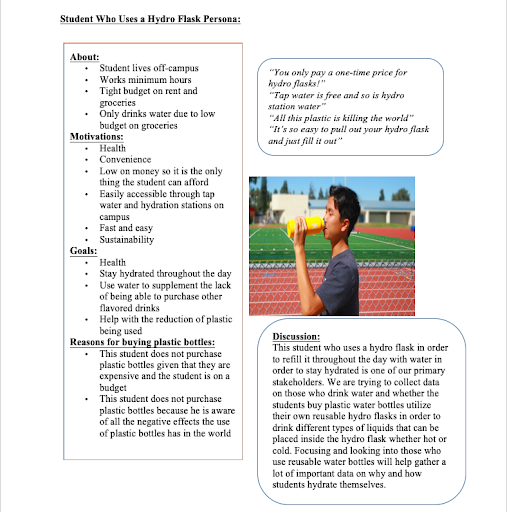 Student Who Uses a Hydro Flask Persona:
About:
• Student lives off-campus
• Works minimum hours
• Tight budget on rent and
groceries
• Only drinks water due to low
budget on groceries
Motivations:
• Health
• Convenience
• Low on money so it is the only
thing the student can afford
• Easily accessible through tap
water and hydration stations on
campus
• Fast and easy
• Sustainability
Goals:
• Health
• Stay hydrated throughout the day
• Use water to supplement the lack
of being able to purchase other
flavored drinks
• Help with the reduction of plastic
being used
Reasons for buying plastic bottles:
• This student does not purchase
plastic bottles given that they are
expensive and the student is on a
budget
• This student does not purchase
plastic bottles because he is aware
of all the negative effects the use
of plastic bottles has in the world
"You only pay a one-time price for
hydro flasks!"
"Tap water is free and so is hydro
station water"
"All this plastic is killing the world"
"It's so easy to pull out your hydro flask
and just fill it out"
Discussion:
This student who uses a hydro flask in order
to refill it throughout the day with water in
order to stay hydrated is one of our primary
stakeholders. We are trying to collect data
on those who drink water and whether the
students buy plastic water bottles utilize
their own reusable hydro flasks in order to
drink different types of liquids that can be
placed inside the hydro flask whether hot or
cold. Focusing and looking into those who
use reusable water bottles will help gather a
lot of important data on why and how
students hydrate themselves.